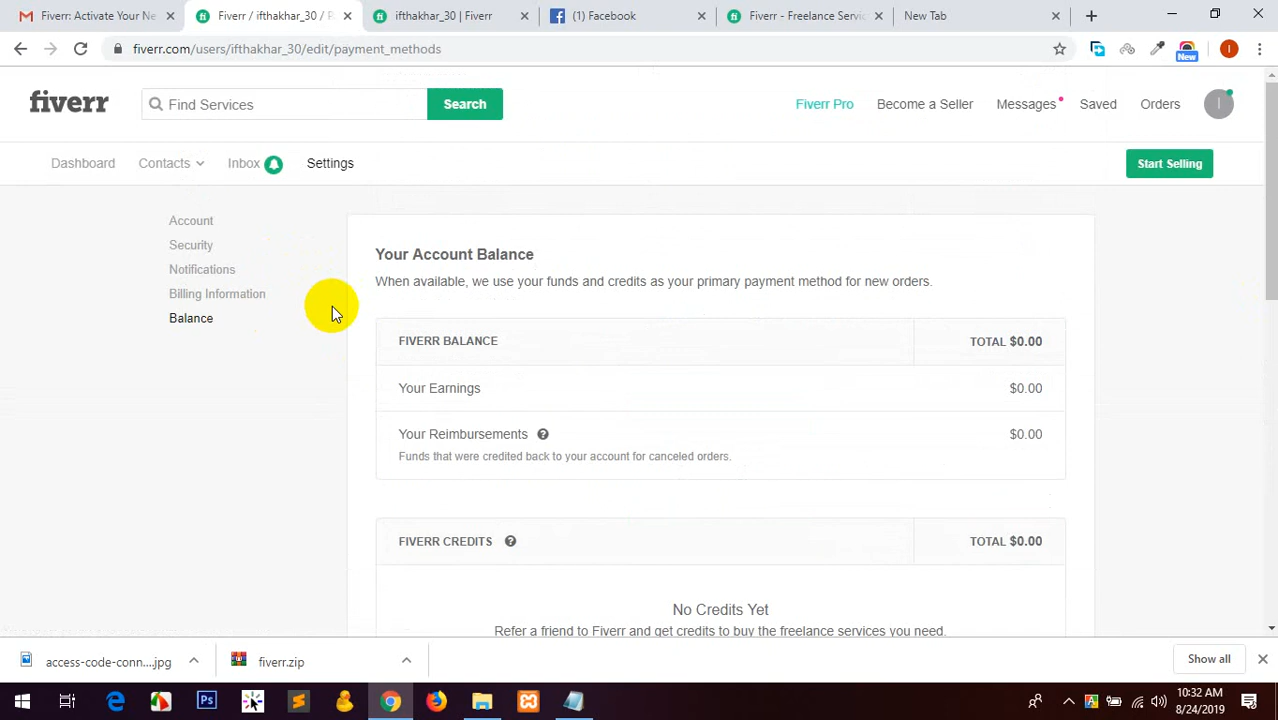 Fiverr: Activate Your Ne
Fiverr / ifthakhar_30 / P
ifthakhar_30 | Fiverr
(1) Facebook
Fiverr - Freelance Servic
New Tab
fiverr.com/users/ifthakhar_30/edit/payment_methods
New
I
fiverr
Find Services
Search
Fiverr Pro
Become a Seller
Messages
Saved
Orders
I
Dashboard
Contacts
Inbox
Settings
Start Selling
Account
Security
Notifications
Billing Information
Balance
Your Account Balance
When available, we use your funds and credits as your primary payment method for new orders.
FIVERR BALANCE
TOTAL $0.00
Your Earnings
$0.00
Your Reimbursements ?
$0.00
Funds that were credited back to your account for canceled orders.
FIVERR CREDITS ?
TOTAL $0.00
No Credits Yet
Refer a friend to Fiverr and get credits to buy the freelance services you need.
access-code-conn....jpg
fiverr.zip
Show all
Ps
10:32 AM
8/24/2019